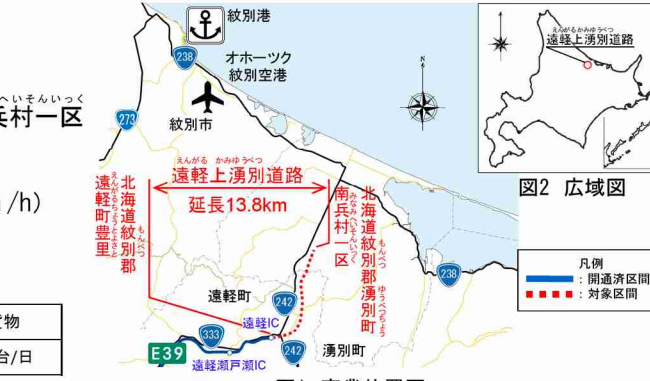 紋別港
238
オホーツク
紋別空港
273
紋別市
N
えんがるかみゆうべつ
遠軽上湧別道路
図2 広域図
へいそんいっく
兵村一区
/h)
えんがる かみゆうべつ
遠軽上湧別道路
延長13.8km
もんべつ
北海道紋別郡
えんがるちょうとよさと
遠軽町豊里
もんべつ ゆうべつちょう
北海道紋別郡湧別町
みなみへいそんいっく
南兵村一区
238
凡例
:開通済区間
:対象区間
遠軽町
242
遠軽IC
333
E39
遠軽瀬戸瀬IC
242
湧別町
物
台/日